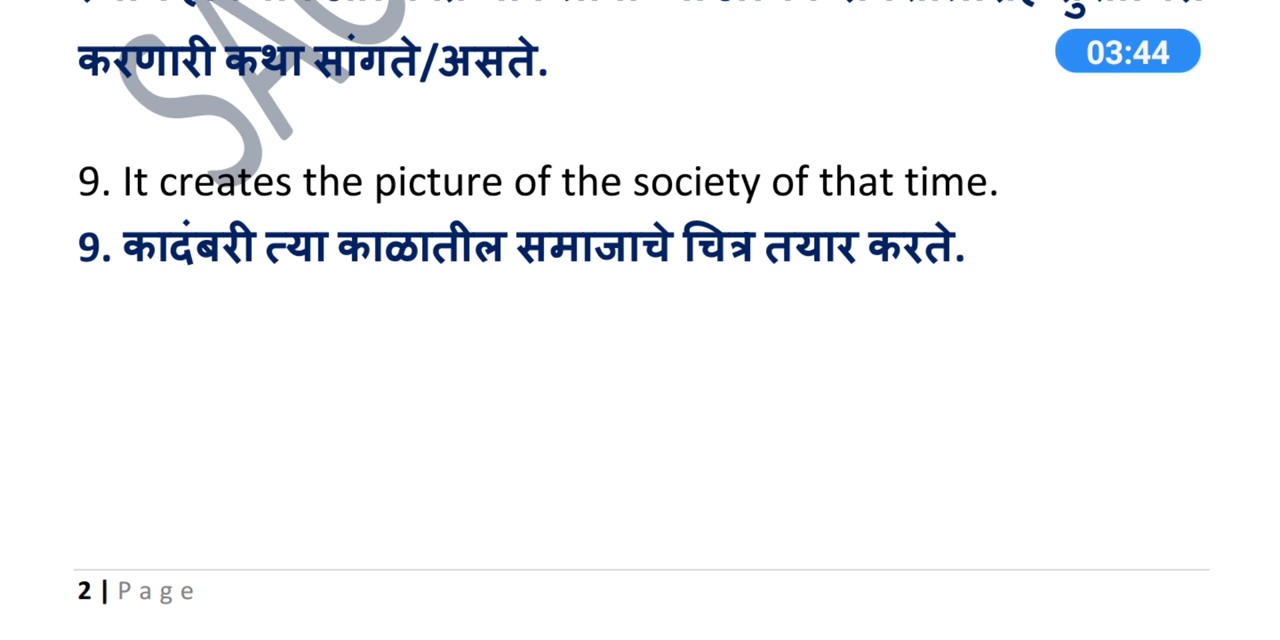 करणारी कथा सांगते/असते.
03:44
9. It creates the picture of the society of that time.
9. कादंबरी त्या काळातील समाजाचे चित्र तयार करते.
2 | Page